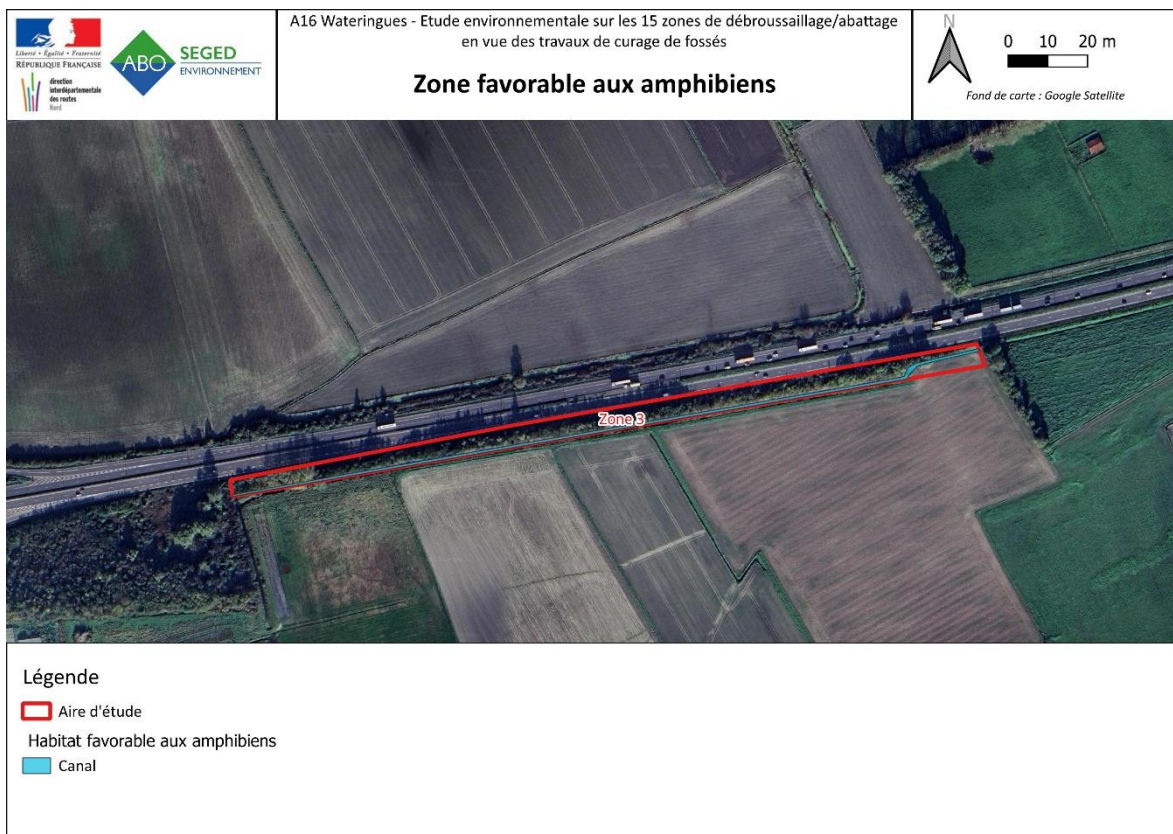 Liberté • Égalité • Fraternité
RÉPUBLIQUE FRANÇAISE
direction
interdépartementale
des routes
Nord
ABO
SEGED
ENVIRONNEMENT
A16 Wateringues - Etude environnementale sur les 15 zones de débroussaillage/abattage
en vue des travaux de curage de fossés
Zone favorable aux amphibiens
N
0 10 20 m
Fond de carte : Google Satellite
Zone 3
Légende
Aire d'étude
Habitat favorable aux amphibiens
Canal